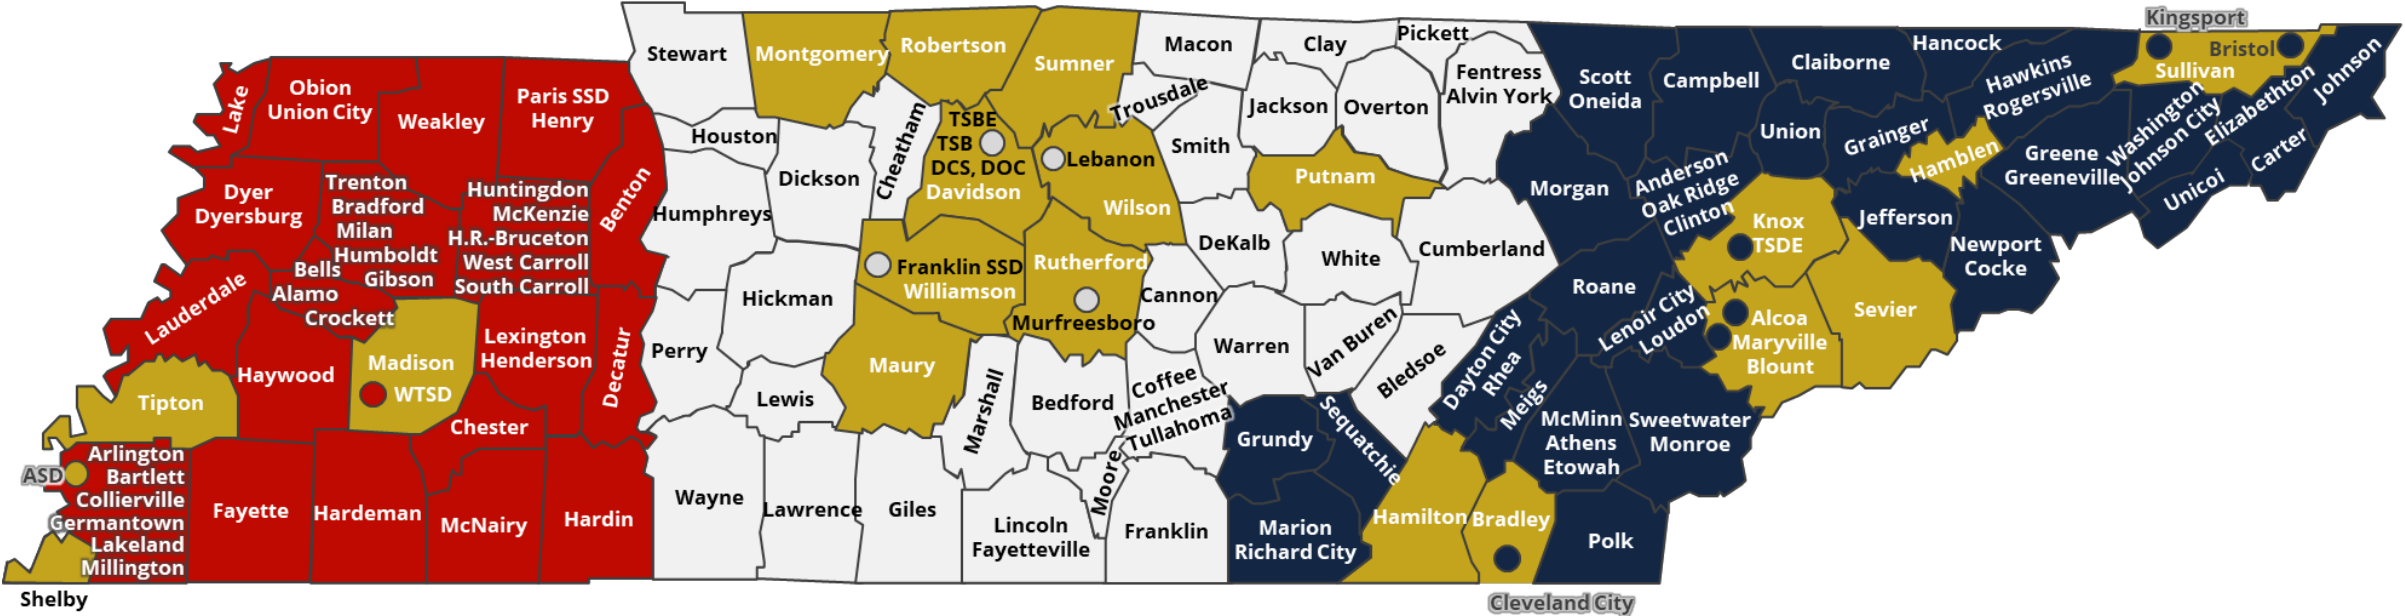 Lake
Obion
Union City
Weakley
Paris SSD
Henry
Dyer
Dyersburg
Trenton
Bradford
Milan
Humboldt
Gibson
Huntingdon
McKenzie
H.R.-Bruceton
West Carroll
South Carroll
Benton
Lauderdale
Bells
Alamo
Crockett
Haywood
Madison
WTSD
Lexington
Henderson
Decatur
Tipton
Chester
ASD
Arlington
Bartlett
Collierville
Germantown
Lakeland
Millington
Shelby
Fayette
Hardeman
McNairy
Hardin
Stewart
Montgomery
Robertson
Sumner
Macon
Clay
Pickett
Fentress
Alvin York
Houston
Dickson
Cheatham
TSBE
TSB
DCS, DOC
Davidson
Lebanon
Wilson
Trousdale
Smith
Jackson
Overton
Putnam
Humphreys
Hickman
Franklin SSD
Williamson
Rutherford
Murfreesboro
Cannon
DeKalb
White
Cumberland
Perry
Lewis
Maury
Marshall
Bedford
Coffee
Manchester
Tullahoma
Warren
Van Buren
Bledsoe
Wayne
Lawrence
Giles
Lincoln
Fayetteville
Moore
Franklin
Scott
Oneida
Campbell
Claiborne
Hancock
Hawkins
Rogersville
Kingsport
Bristol
Sullivan
Johnson
Morgan
Anderson
Oak Ridge
Clinton
Union
Grainger
Hamblen
Greene
Greeneville
Washington
Johnson City
Elizabethton
Carter
Unicoi
Knox
TSDE
Jefferson
Newport
Cocke
Roane
Lenoir City
Loudon
Alcoa
Maryville
Blount
Sevier
Dayton City
Rhea
Meigs
McMinn
Athens
Etowah
Sweetwater
Monroe
Grundy
Sequatchie
Marion
Richard City
Hamilton
Bradley
Polk
Cleveland City